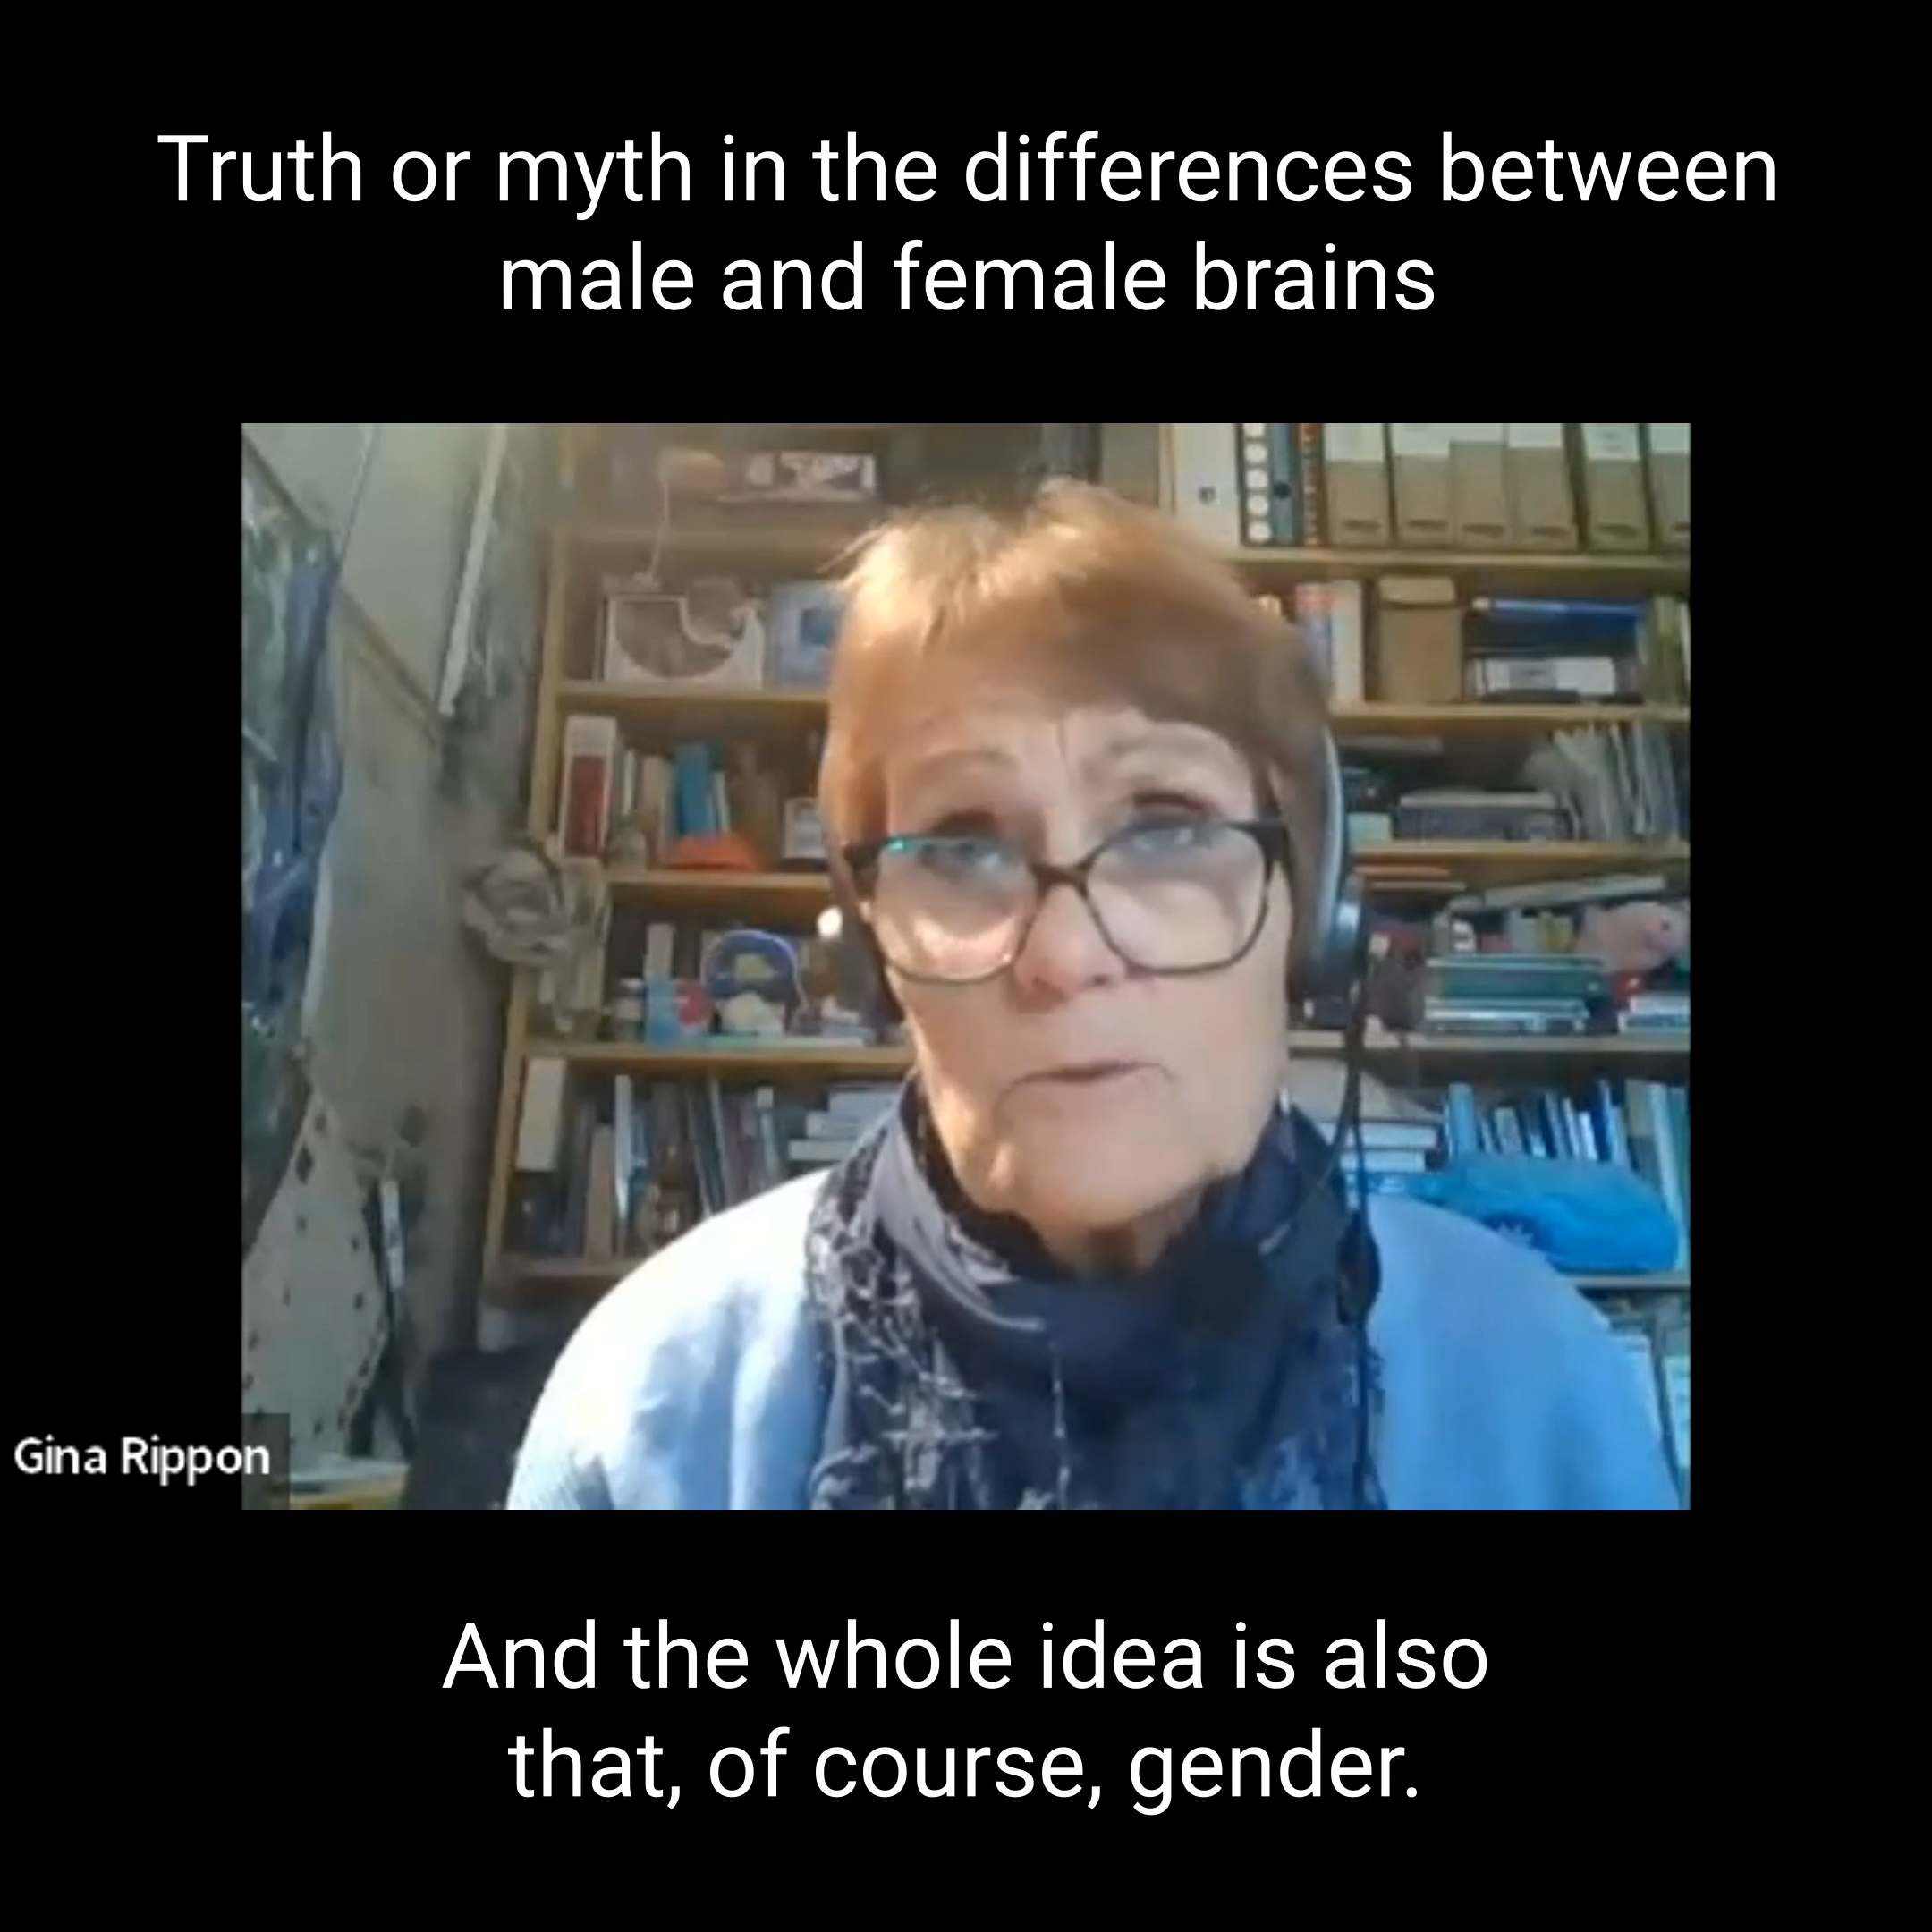 Truth or myth in the differences between
male and female brains
Gina Rippon
And the whole idea is also
that, of course, gender.